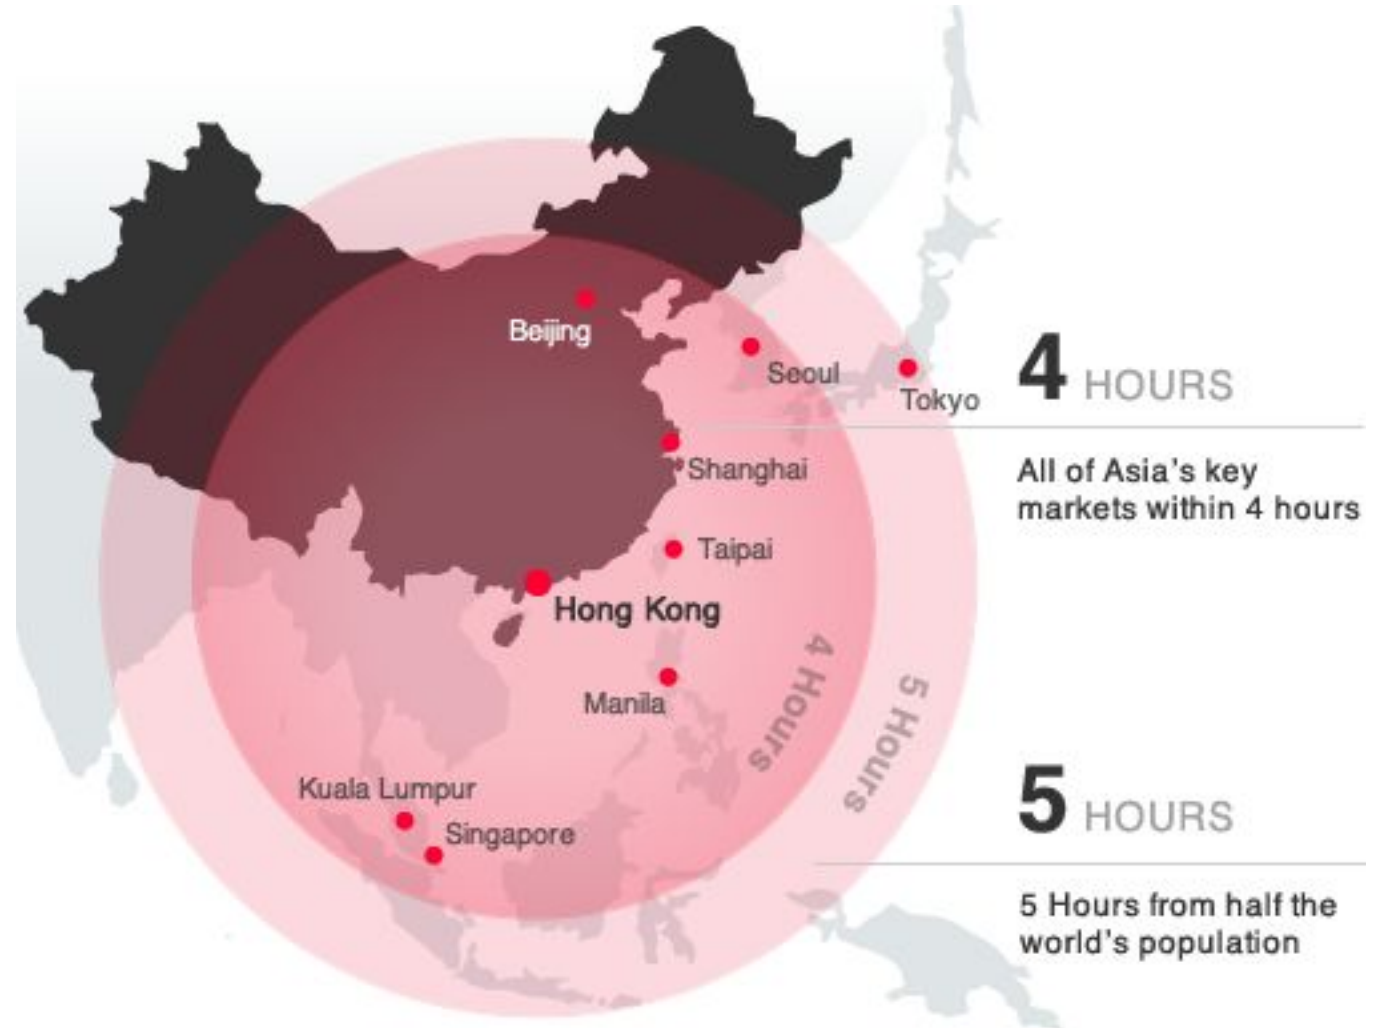 Beijing
Seoul
Tokyo
Shanghai
Taipai
Hong Kong
Manila
Kuala Lumpur
Singapore
4 Hours
5 Hours
4 HOURS
All of Asia's key
markets within 4 hours
5 HOURS
5 Hours from half the
world's population